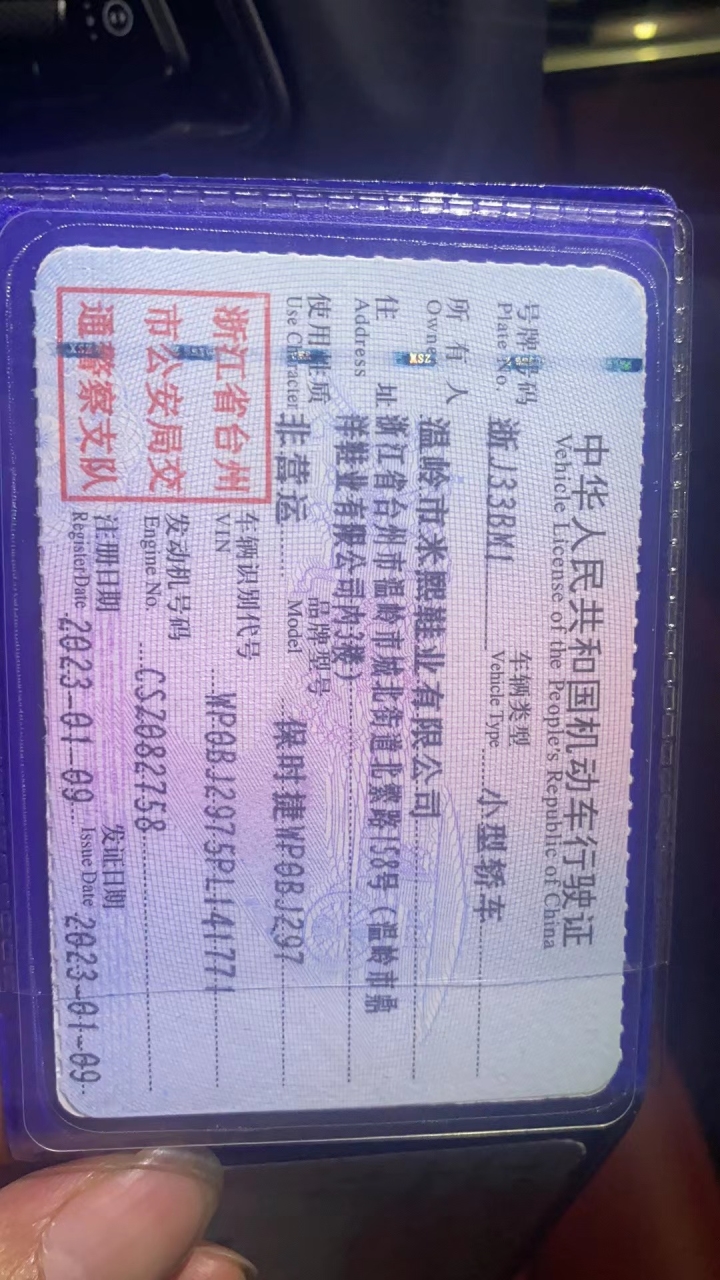 中华人民共和国机动车行驶证
Vehicle License of the People's Republic of China
号牌号码 浙J33BM1 车辆类型 小型轿车
Plate No. Vehicle Type
所有人 温岭市米熙鞋业有限公司
Owner
住址 浙江省台州市温岭市城北街道北繁路158号(温岭市鼎
Address 洋鞋业有限公司内3楼)
使用性质 非营运 品牌型号 保时捷WP0BJ297
Use Character Model
浙江省台州
市公安局交
通警察支队
车辆识别代号 WP0BJ2975PL141771
VIN
发动机号码 CSZ082758
Engine No.
注册日期 2023-01-09 发证日期 2023-01-09
Register Date Issue Date
XSZ